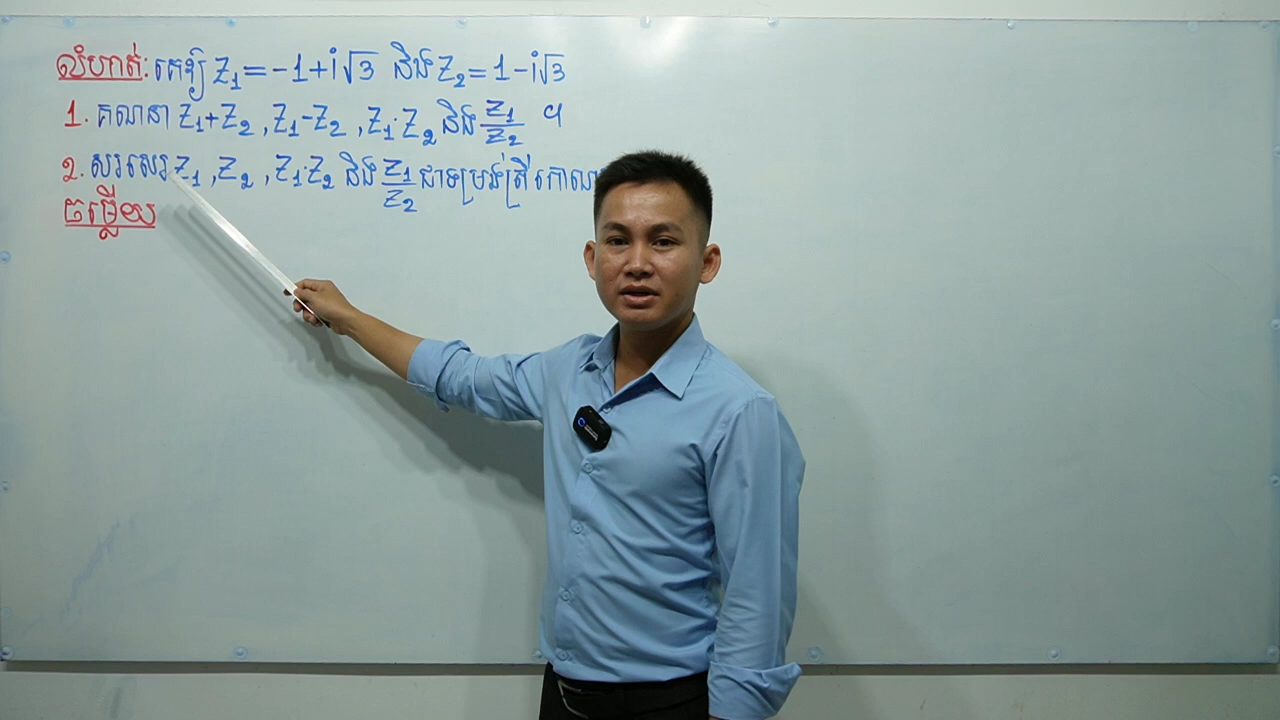 លំហាត់: គេឱ្យ Z₁ = -1+i√3 និង Z₂ = 1-i√3
1. គណនា Z₁+Z₂ , Z₁-Z₂ , Z₁·Z₂ និង Z₁/Z₂ ។
2. សរសេរ Z₁ , Z₂ , Z₁·Z₂ និង Z₁/Z₂ ជាទម្រង់ត្រីកោណ
ចម្លើយ